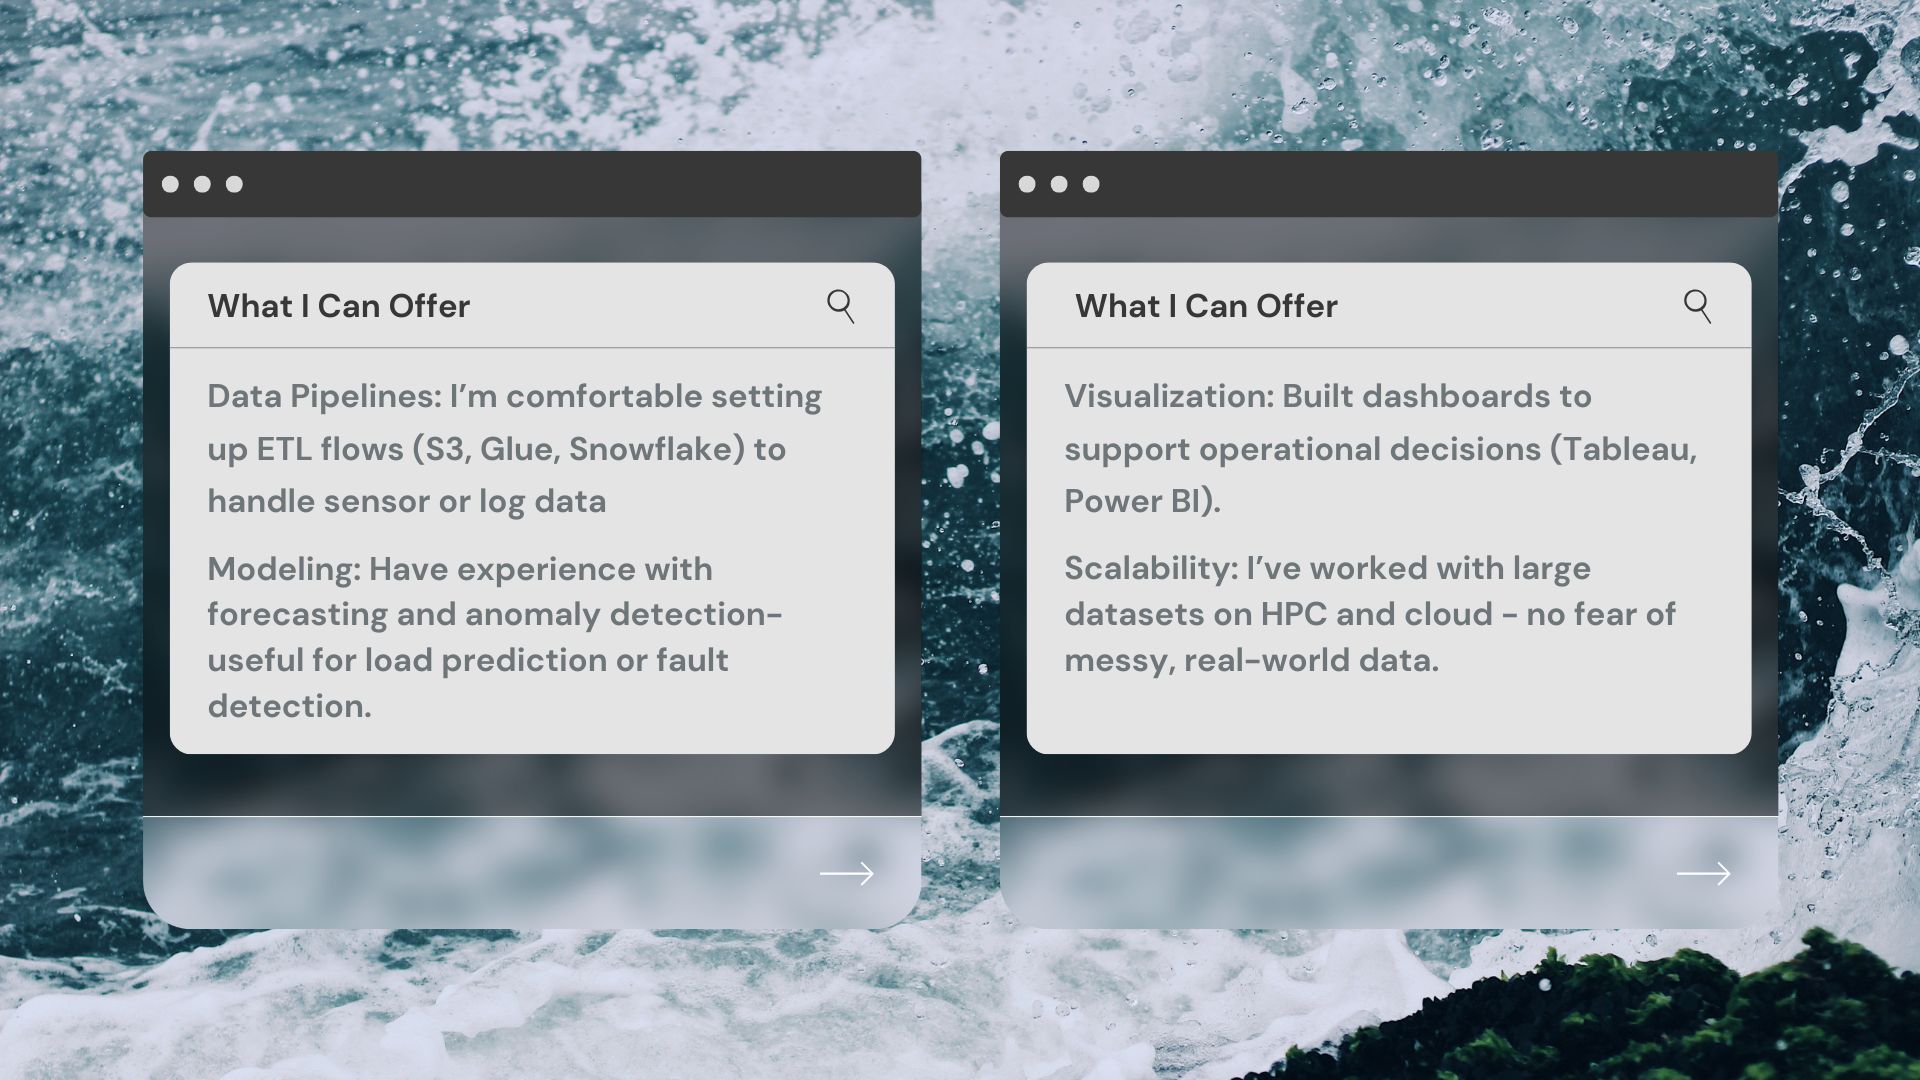 What I Can Offer
Data Pipelines: I’m comfortable setting
up ETL flows (S3, Glue, Snowflake) to
handle sensor or log data
Modeling: Have experience with
forecasting and anomaly detection-
useful for load prediction or fault
detection.
What I Can Offer
Visualization: Built dashboards to
support operational decisions (Tableau,
Power BI).
Scalability: I’ve worked with large
datasets on HPC and cloud - no fear of
messy, real-world data.